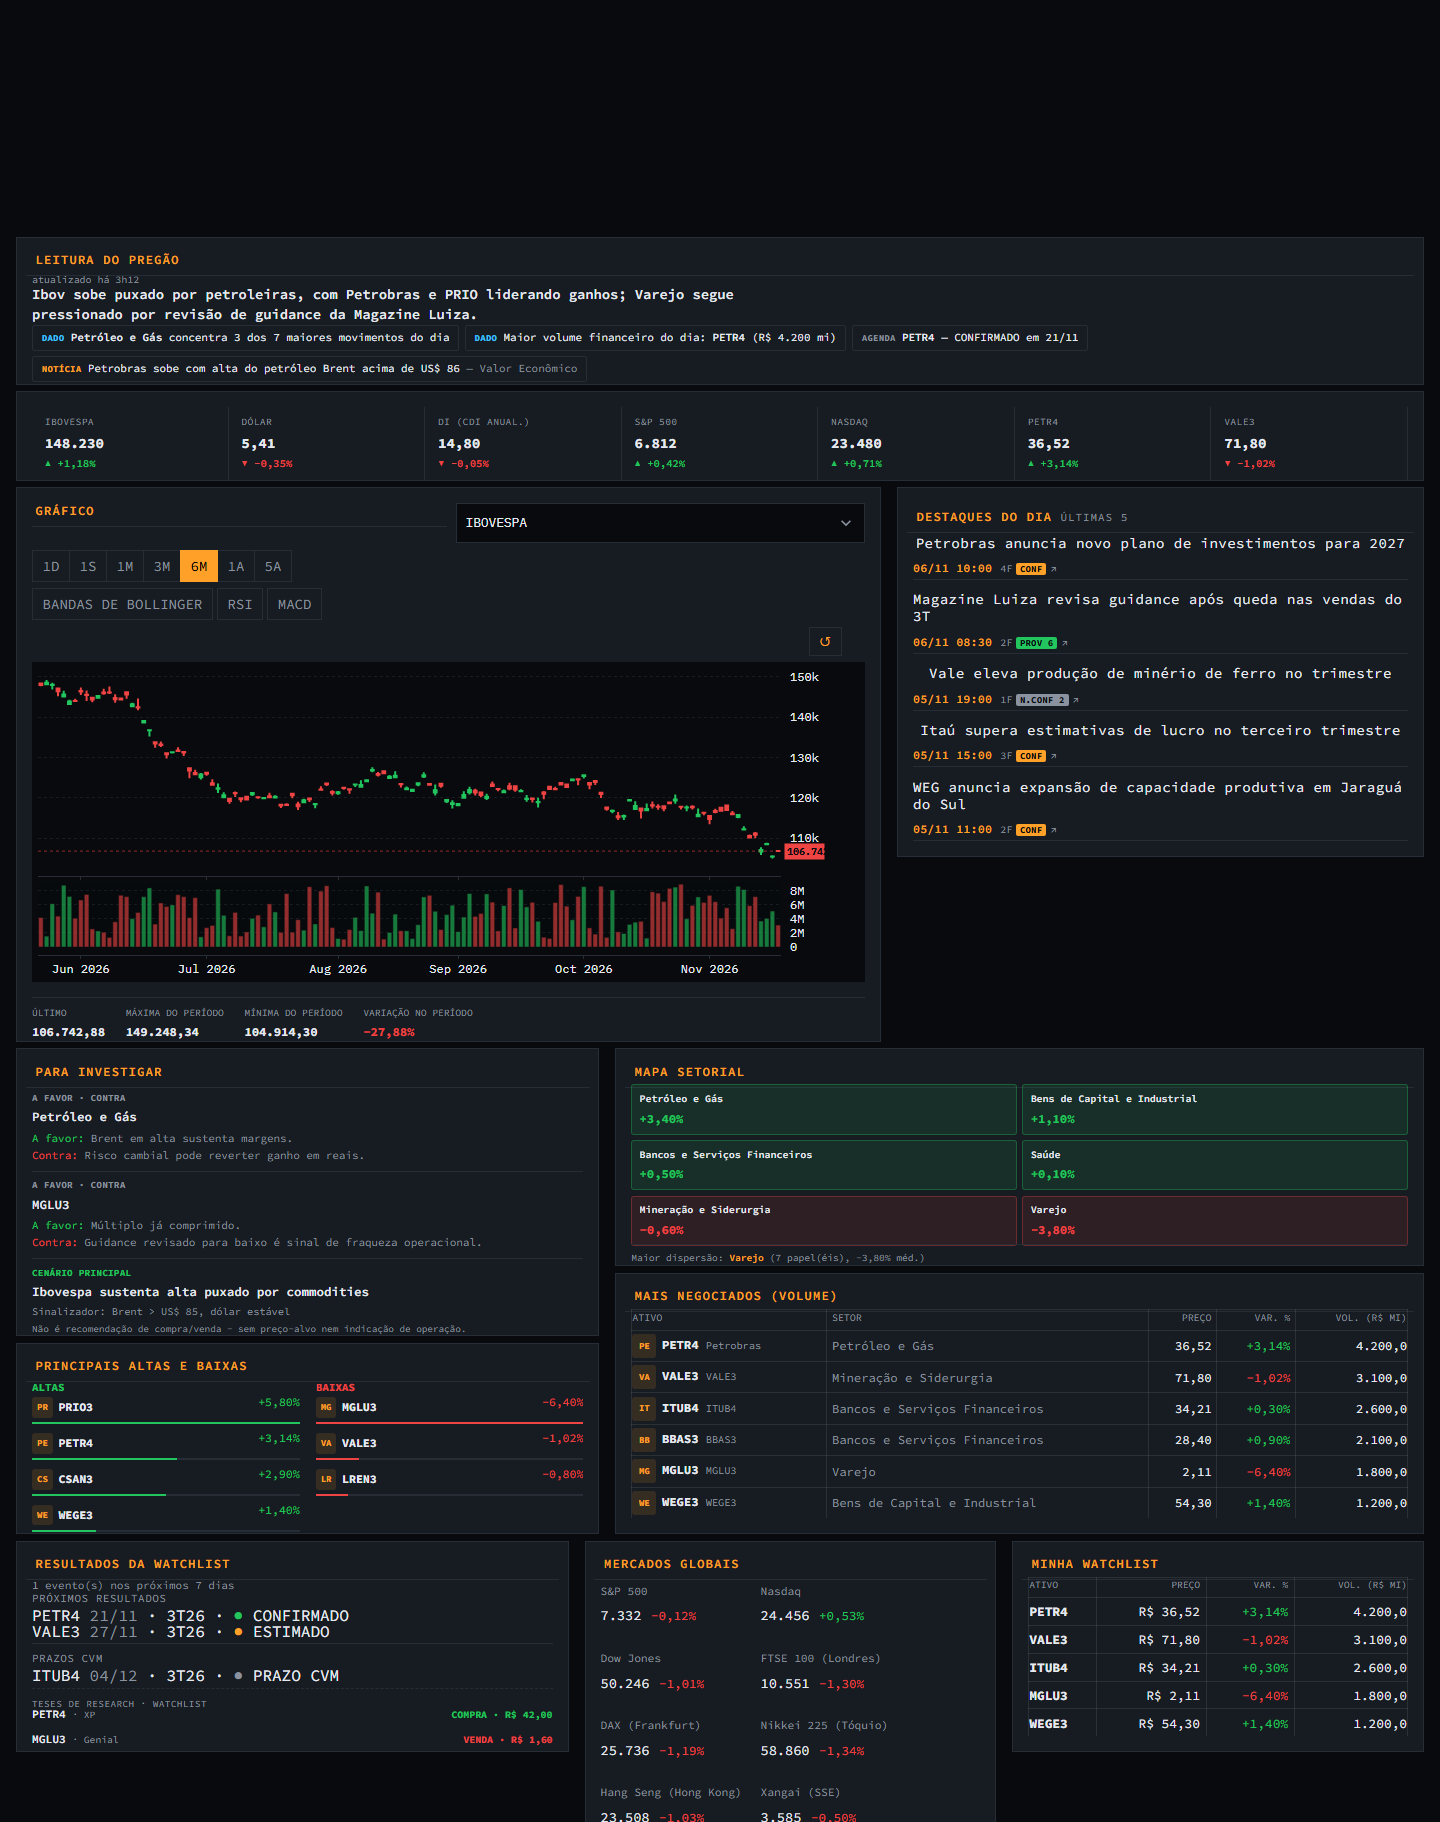 LEITURA DO PREGÃO
atualizado há 3h12
Ibov sobe puxado por petroleiras, com Petrobras e PRIO liderando ganhos; Varejo segue
pressionado por revisão de guidance da Magazine Luiza.
DADO Petróleo e Gás concentra 3 dos 7 maiores movimentos do dia
DADO Maior volume financeiro do dia: PETR4 (R$ 4.200 mi)
AGENDA PETR4 — CONFIRMADO em 21/11
NOTÍCIA Petrobras sobe com alta do petróleo Brent acima de US$ 86 — Valor Econômico
IBOVESPA
148.230
▲ +1,18%
DÓLAR
5,41
▼ −0,35%
DI (CDI ANUAL.)
14,80
▼ −0,05%
S&P 500
6.812
▲ +0,42%
NASDAQ
23.480
▲ +0,71%
PETR4
36,52
▲ +3,14%
VALE3
71,80
▼ −1,02%
GRÁFICO
IBOVESPA
1D 1S 1M 3M 6M 1A 5A
BANDAS DE BOLLINGER RSI MACD
↺
150k
140k
130k
120k
110k
106.742
8M
6M
4M
2M
0
Jun 2026 Jul 2026 Aug 2026 Sep 2026 Oct 2026 Nov 2026
ÚLTIMO
106.742,88
MÁXIMA DO PERÍODO
149.248,34
MÍNIMA DO PERÍODO
104.914,30
VARIAÇÃO NO PERÍODO
−27,88%
DESTAQUES DO DIA ÚLTIMAS 5
Petrobras anuncia novo plano de investimentos para 2027
06/11 10:00 4F CONF ↗
Magazine Luiza revisa guidance após queda nas vendas do
3T
06/11 08:30 2F PROV 6 ↗
Vale eleva produção de minério de ferro no trimestre
05/11 19:00 1F N.CONF 2 ↗
Itaú supera estimativas de lucro no terceiro trimestre
05/11 15:00 3F CONF ↗
WEG anuncia expansão de capacidade produtiva em Jaraguá
do Sul
05/11 11:00 2F CONF ↗
PARA INVESTIGAR
A FAVOR · CONTRA
Petróleo e Gás
A favor: Brent em alta sustenta margens.
Contra: Risco cambial pode reverter ganho em reais.
A FAVOR · CONTRA
MGLU3
A favor: Múltiplo já comprimido.
Contra: Guidance revisado para baixo é sinal de fraqueza operacional.
CENÁRIO PRINCIPAL
Ibovespa sustenta alta puxado por commodities
Sinalizador: Brent > US$ 85, dólar estável
Não é recomendação de compra/venda - sem preço-alvo nem indicação de operação.
MAPA SETORIAL
Petróleo e Gás
+3,40%
Bens de Capital e Industrial
+1,10%
Bancos e Serviços Financeiros
+0,50%
Saúde
+0,10%
Mineração e Siderurgia
−0,60%
Varejo
−3,80%
Maior dispersão: Varejo (7 papel(éis), −3,80% méd.)
MAIS NEGOCIADOS (VOLUME)
ATIVO SETOR PREÇO VAR. % VOL. (R$ MI)
PE PETR4 Petrobras Petróleo e Gás 36,52 +3,14% 4.200,0
VA VALE3 VALE3 Mineração e Siderurgia 71,80 −1,02% 3.100,0
IT ITUB4 ITUB4 Bancos e Serviços Financeiros 34,21 +0,30% 2.600,0
BB BBAS3 BBAS3 Bancos e Serviços Financeiros 28,40 +0,90% 2.100,0
MG MGLU3 MGLU3 Varejo 2,11 −6,40% 1.800,0
WE WEGE3 WEGE3 Bens de Capital e Industrial 54,30 +1,40% 1.200,0
PRINCIPAIS ALTAS E BAIXAS
ALTAS
PR PRIO3 +5,80%
PE PETR4 +3,14%
CS CSAN3 +2,90%
WE WEGE3 +1,40%
BAIXAS
MG MGLU3 −6,40%
VA VALE3 −1,02%
LR LREN3 −0,80%
RESULTADOS DA WATCHLIST
1 evento(s) nos próximos 7 dias
PRÓXIMOS RESULTADOS
PETR4 21/11 · 3T26 · ● CONFIRMADO
VALE3 27/11 · 3T26 · ● ESTIMADO
PRAZOS CVM
ITUB4 04/12 · 3T26 · ● PRAZO CVM
TESES DE RESEARCH · WATCHLIST
PETR4 · XP COMPRA · R$ 42,00
MGLU3 · Genial VENDA · R$ 1,60
MERCADOS GLOBAIS
S&P 500
7.332 −0,12%
Nasdaq
24.456 +0,53%
Dow Jones
50.246 −1,01%
FTSE 100 (Londres)
10.551 −1,30%
DAX (Frankfurt)
25.736 −1,19%
Nikkei 225 (Tóquio)
58.860 −1,34%
Hang Seng (Hong Kong)
23.508 −1,03%
Xangai (SSE)
3.585 −0,50%
MINHA WATCHLIST
ATIVO PREÇO VAR. % VOL. (R$ MI)
PETR4 R$ 36,52 +3,14% 4.200,0
VALE3 R$ 71,80 −1,02% 3.100,0
ITUB4 R$ 34,21 +0,30% 2.600,0
MGLU3 R$ 2,11 −6,40% 1.800,0
WEGE3 R$ 54,30 +1,40% 1.200,0